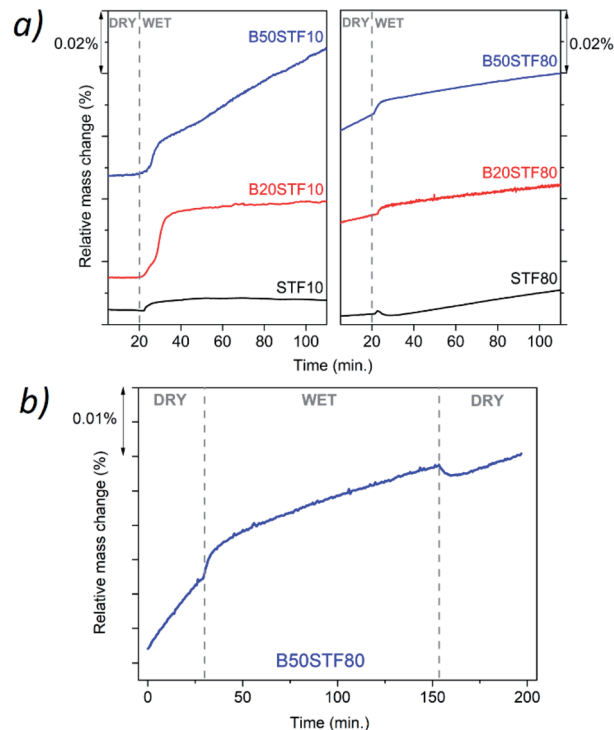 a)
DRY WET
0.02%
B50STF10
B20STF10
STF10
Relative mass change (%)
20 40 60 80 100
Time (min.)
DRY WET
0.02%
B50STF80
B20STF80
STF80
20 40 60 80 100
Time (min.)
b)
DRY WET DRY
0.01%
Relative mass change (%)
B50STF80
0 50 100 150 200
Time (min.)